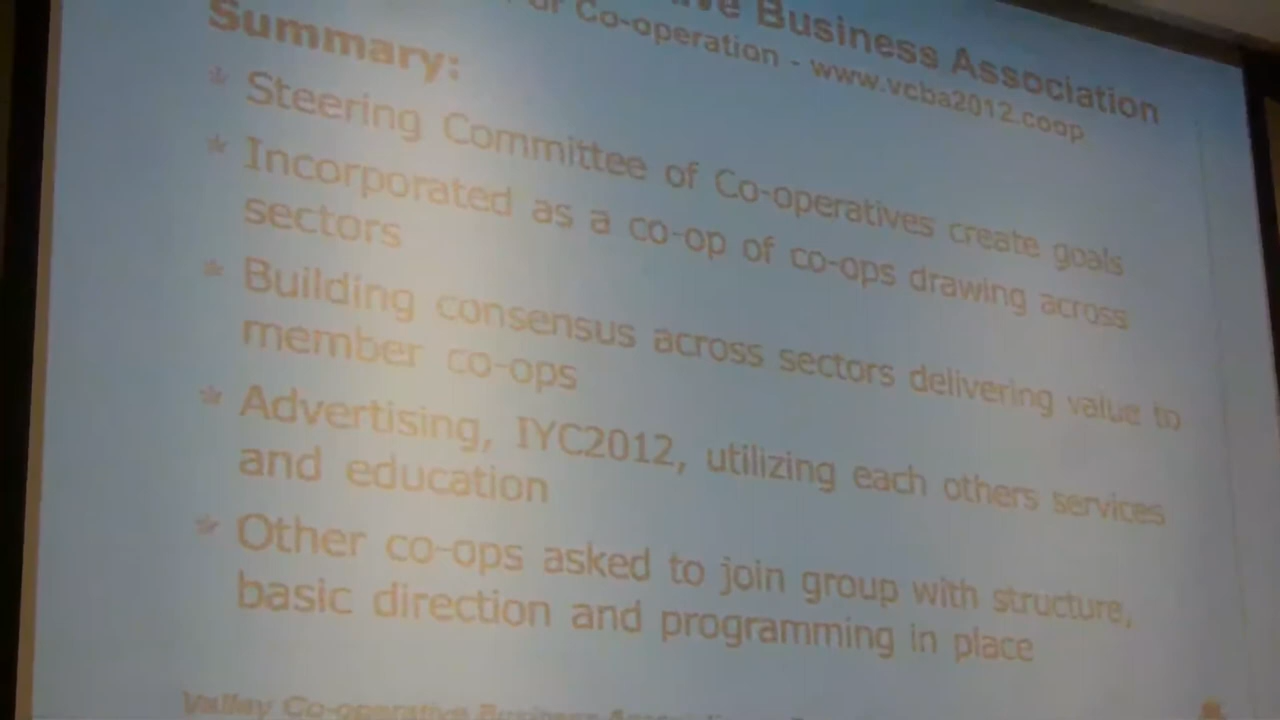 Business Association
Co-operation - www.vcba2012.coop
Summary:
* Steering Committee of Co-operatives create goals
* Incorporated as a co-op of co-ops drawing across
sectors
* Building consensus across sectors delivering value to
member co-ops
* Advertising, IYC2012, utilizing each others services
and education
* Other co-ops asked to join group with structure,
basic direction and programming in place
Valley Co-operative Business Association